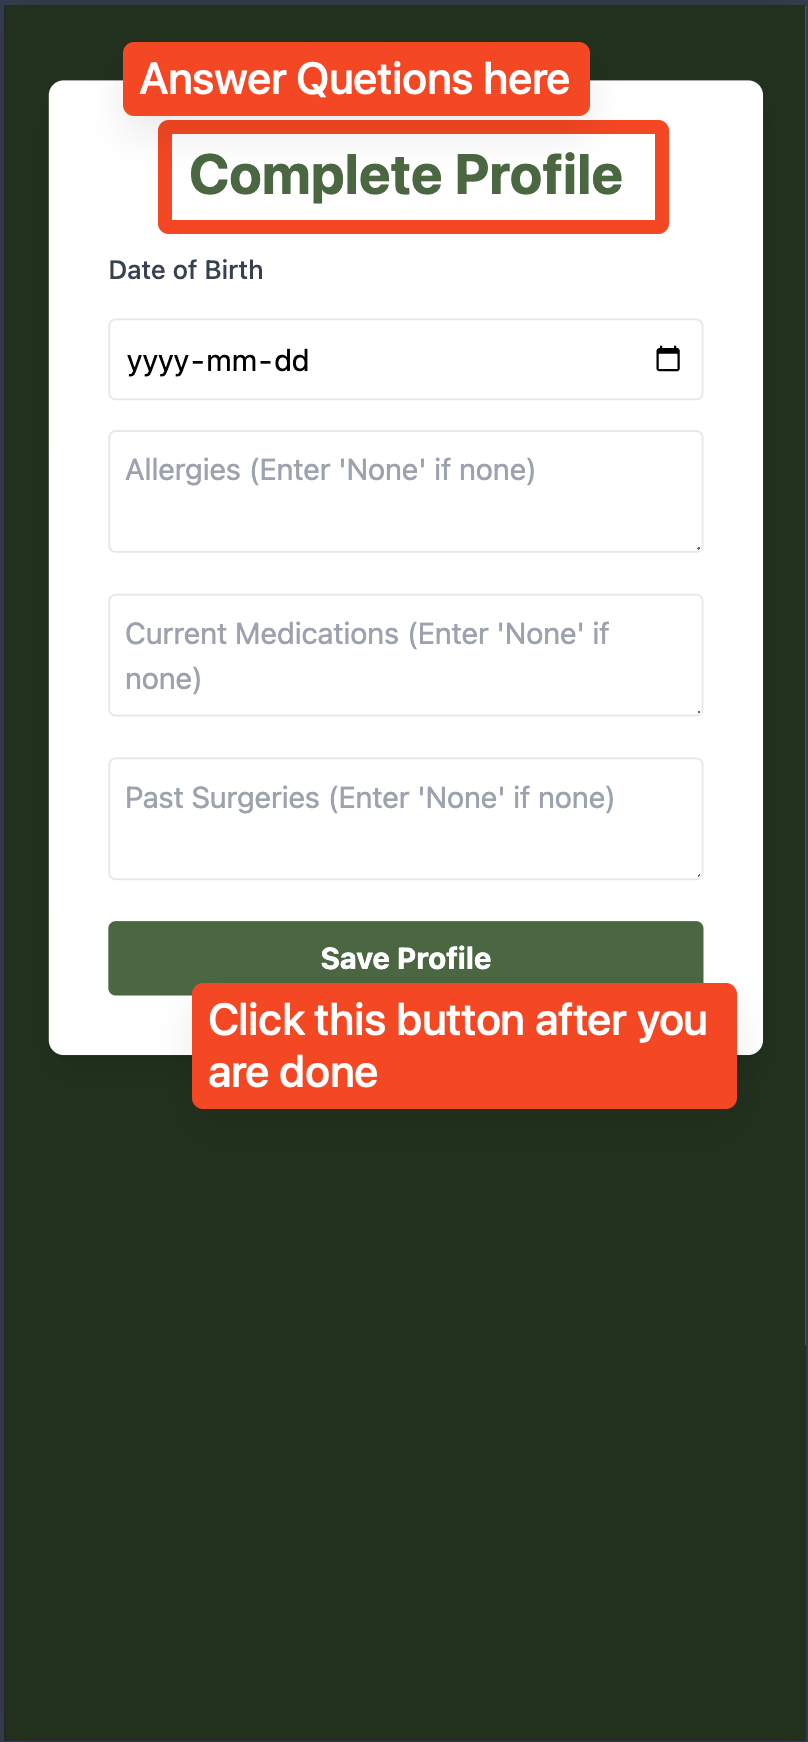 Answer Quetions here
Complete Profile
Date of Birth
yyyy-mm-dd
Allergies (Enter 'None' if none)
Current Medications (Enter 'None' if
none)
Past Surgeries (Enter 'None' if none)
Save Profile
Click this button after you
are done